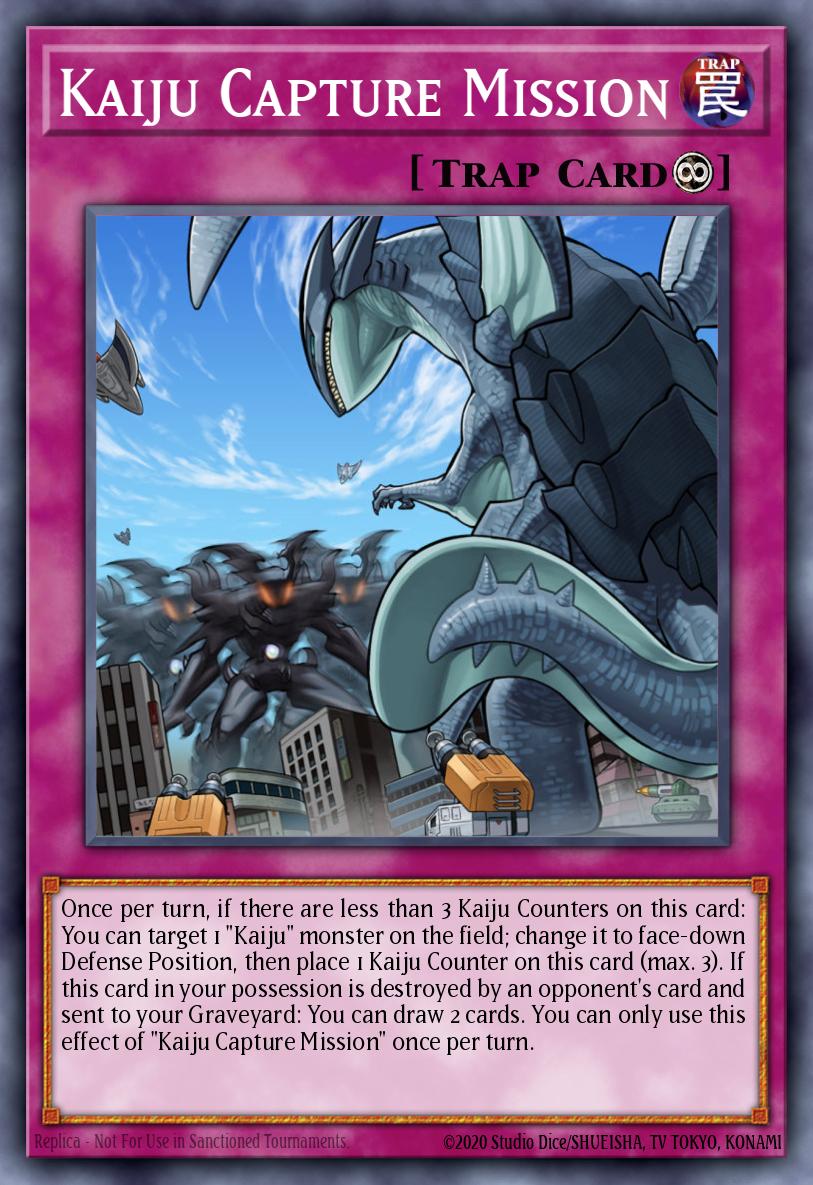 Kaiju Capture Mission
TRAP
罠
[ Trap Card ]
Once per turn, if there are less than 3 Kaiju Counters on this card:
You can target 1 "Kaiju" monster on the field; change it to face-down
Defense Position, then place 1 Kaiju Counter on this card (max. 3). If
this card in your possession is destroyed by an opponent's card and
sent to your Graveyard: You can draw 2 cards. You can only use this
effect of "Kaiju Capture Mission" once per turn.
Replica - Not For Use in Sanctioned Tournaments.
©2020 Studio Dice/SHUEISHA, TV TOKYO, KONAMI